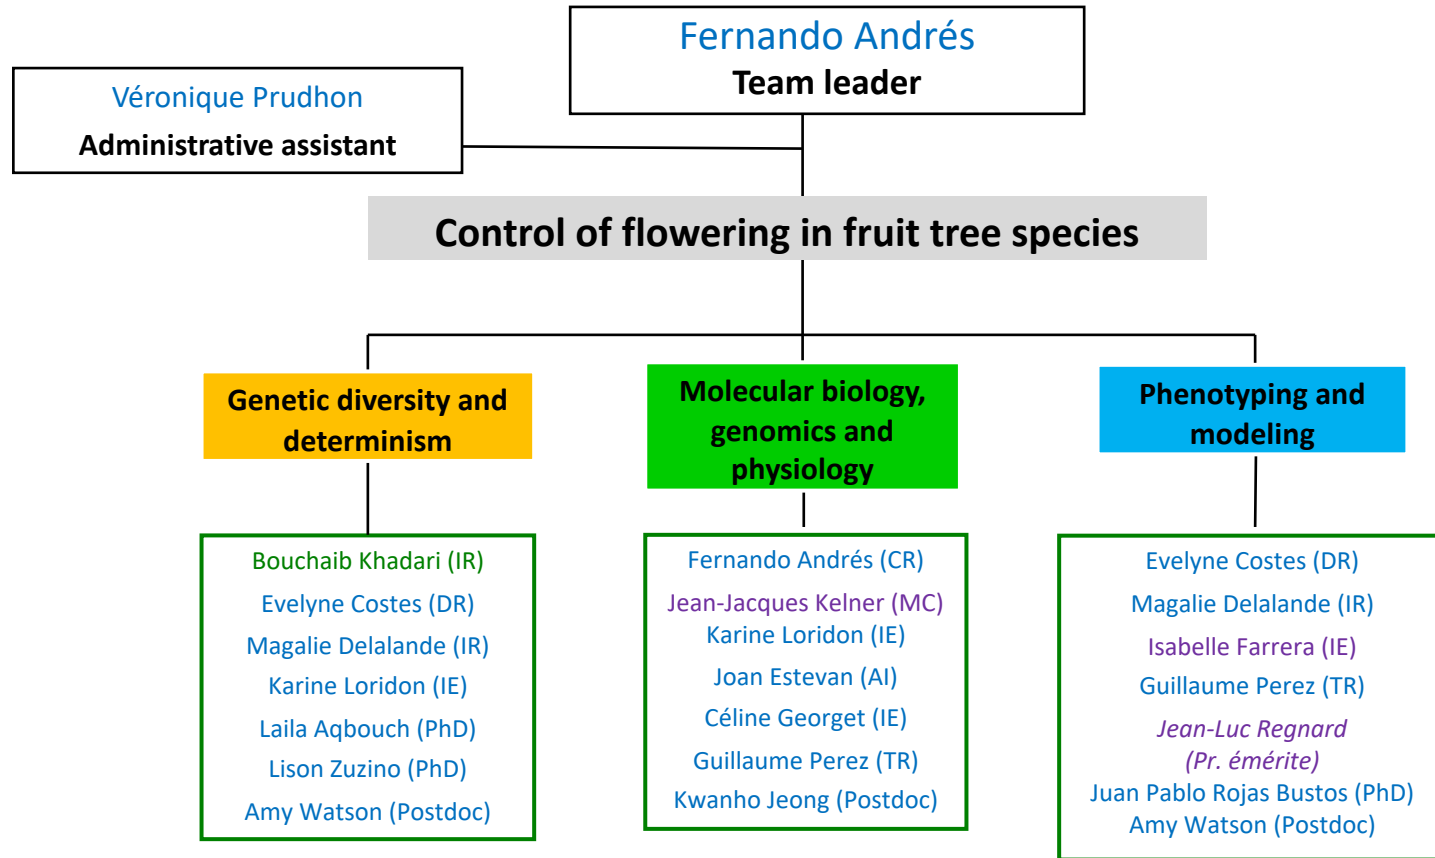 Fernando Andrés
Team leader
Véronique Prudhon
Administrative assistant
Control of flowering in fruit tree species
Genetic diversity and
determinism
Bouchaib Khadari (IR)
Evelyne Costes (DR)
Magalie Delalande (IR)
Karine Loridon (IE)
Laila Aqbouch (PhD)
Lison Zuzino (PhD)
Amy Watson (Postdoc)
Molecular biology,
genomics and
physiology
Fernando Andrés (CR)
Jean-Jacques Kelner (MC)
Karine Loridon (IE)
Joan Estevan (AI)
Céline Georget (IE)
Guillaume Perez (TR)
Kwanho Jeong (Postdoc)
Phenotyping and
modeling
Evelyne Costes (DR)
Magalie Delalande (IR)
Isabelle Farrera (IE)
Guillaume Perez (TR)
Jean-Luc Regnard
(Pr. émérite)
Juan Pablo Rojas Bustos (PhD)
Amy Watson (Postdoc)